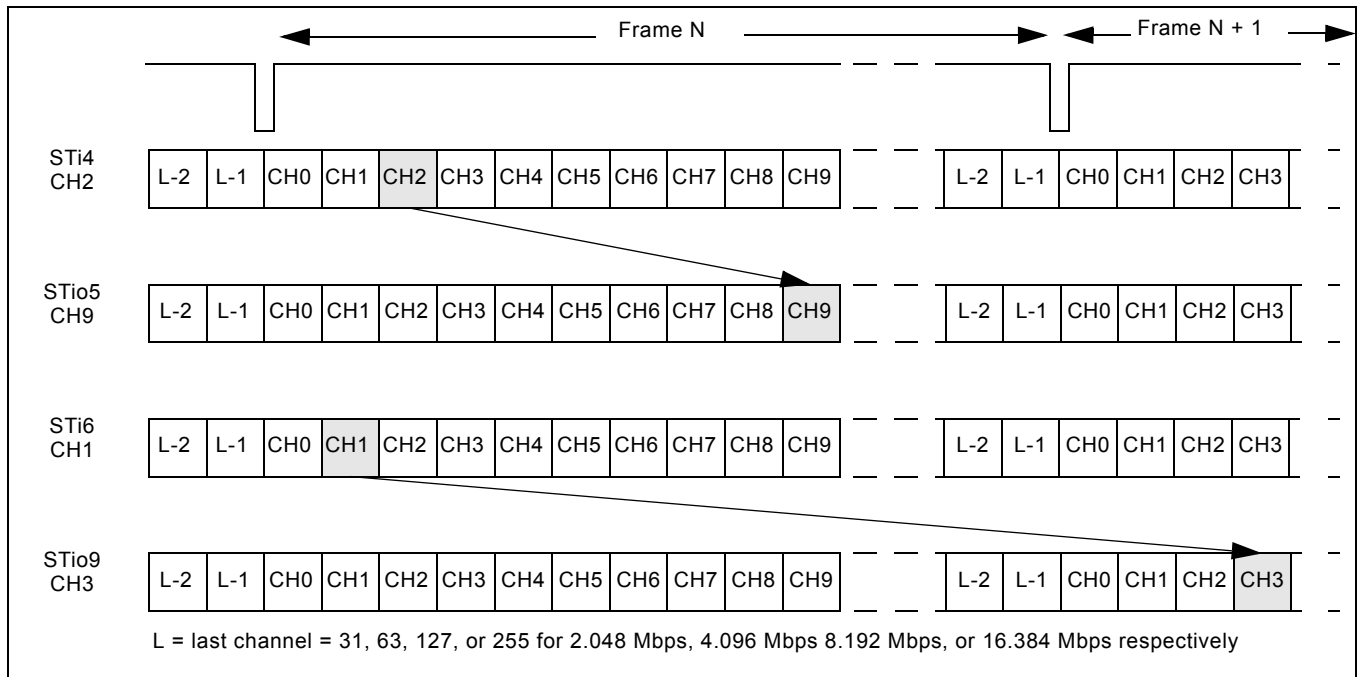 Frame N
Frame N + 1
STi4
CH2
L-2 L-1 CH0 CH1 CH2 CH3 CH4 CH5 CH6 CH7 CH8 CH9 L-2 L-1 CH0 CH1 CH2 CH3
STio5
CH9
L-2 L-1 CH0 CH1 CH2 CH3 CH4 CH5 CH6 CH7 CH8 CH9 L-2 L-1 CH0 CH1 CH2 CH3
STi6
CH1
L-2 L-1 CH0 CH1 CH2 CH3 CH4 CH5 CH6 CH7 CH8 CH9 L-2 L-1 CH0 CH1 CH2 CH3
STio9
CH3
L-2 L-1 CH0 CH1 CH2 CH3 CH4 CH5 CH6 CH7 CH8 CH9 L-2 L-1 CH0 CH1 CH2 CH3
L = last channel = 31, 63, 127, or 255 for 2.048 Mbps, 4.096 Mbps 8.192 Mbps, or 16.384 Mbps respectively